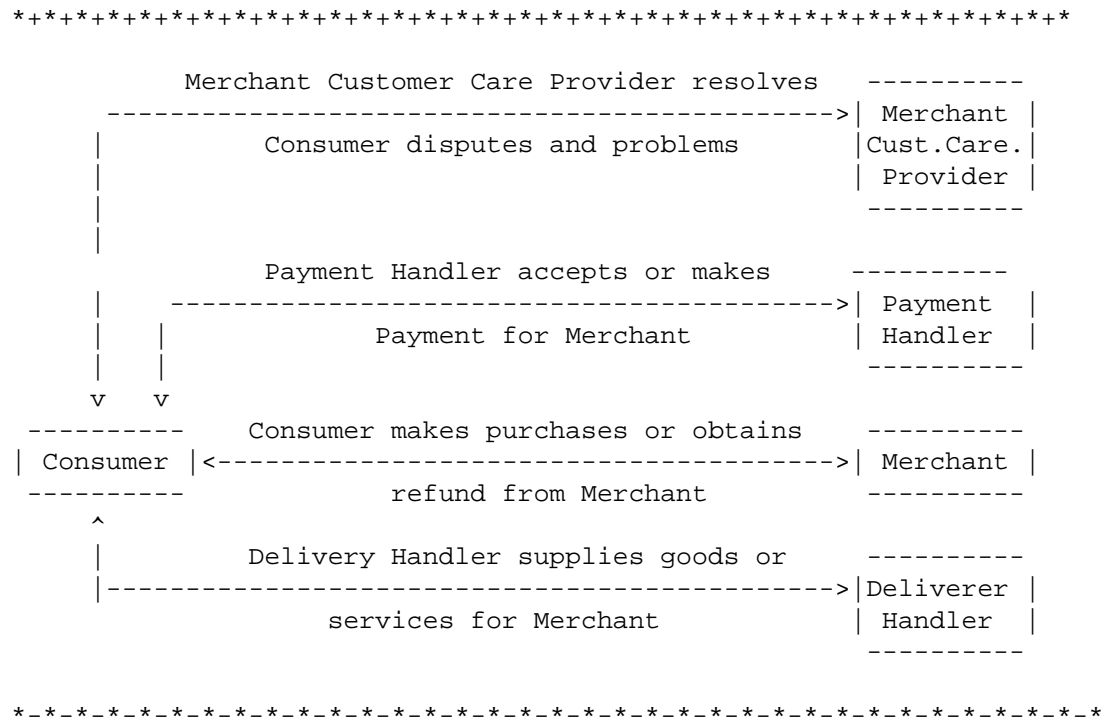 *+*+*+*+*+*+*+*+*+*+*+*+*+*+*+*+*+*+*+*+*+*+*+*+*+*+*+*+*+*+*+*+*+*
Merchant Customer Care Provider resolves ----------
---------------------------------------------->| Merchant |
| Consumer disputes and problems |Cust.Care.|
| | Provider |
| ----------
|
Payment Handler accepts or makes ----------
| ------------------------------------------>| Payment |
| | Payment for Merchant | Handler |
| | ----------
v v
---------- Consumer makes purchases or obtains ----------
| Consumer |<--------------------------------------->| Merchant |
---------- refund from Merchant ----------
^
| Delivery Handler supplies goods or ----------
|---------------------------------------------->|Deliverer |
services for Merchant | Handler |
----------
*-*-*-*-*-*-*-*-*-*-*-*-*-*-*-*-*-*-*-*-*-*-*-*-*-*-*-*-*-*-*-*-*-*-*